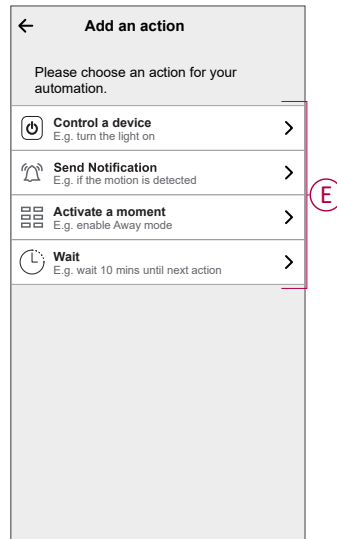 Add an action
Please choose an action for your
automation.
Control a device
E.g. turn the light on
Send Notification
E.g. if the motion is detected
Activate a moment
E.g. enable Away mode
Wait
E.g. wait 10 mins until next action
E